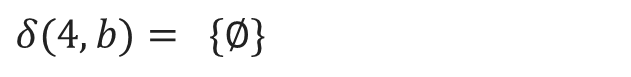 δ(4, b) = {∅}